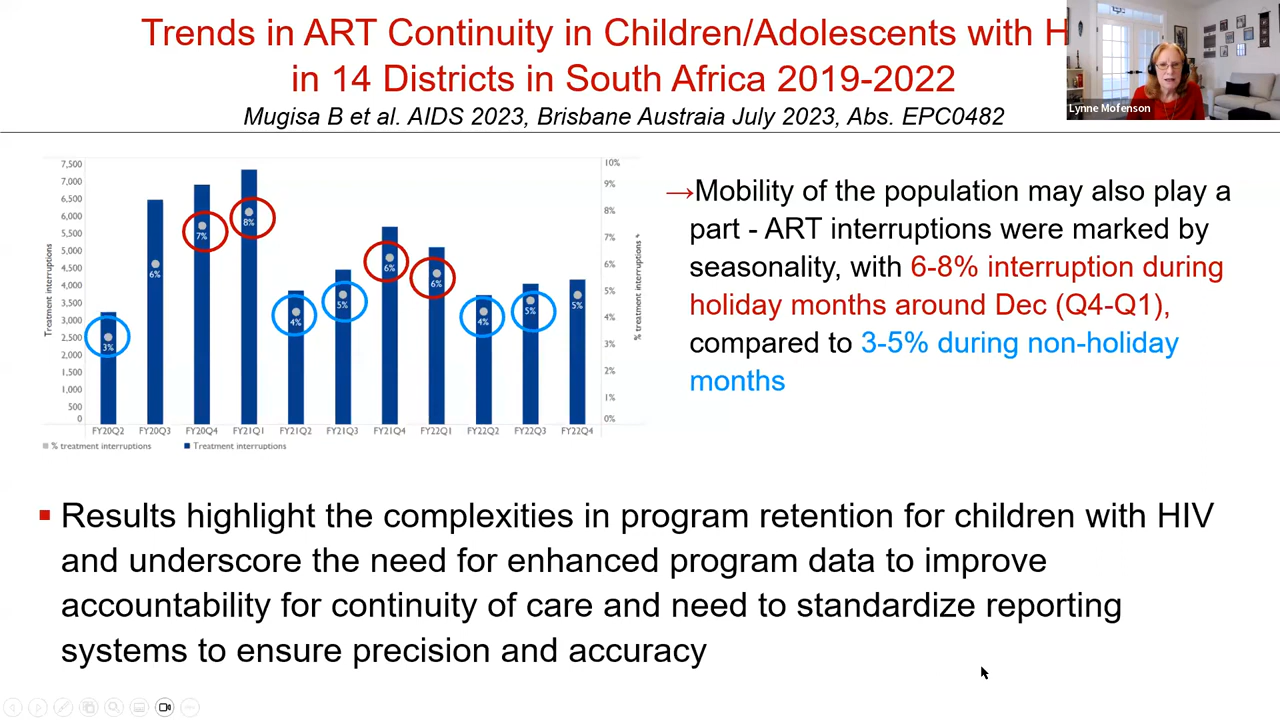 Trends in ART Continuity in Children/Adolescents with H
in 14 Districts in South Africa 2019-2022
Mugisa B et al. AIDS 2023, Brisbane Austraia July 2023, Abs. EPC0482
Lynne Mofenson
7,500
7,000
6,500
6,000
5,500
5,000
4,500
4,000
3,500
3,000
2,500
2,000
1,500
1,000
500
0
Treatment interruptions
3%
6%
7%
8%
4%
5%
6%
6%
4%
5%
5%
10%
9%
8%
7%
6%
5%
4%
3%
2%
1%
0%
% treatment interruptions
FY20Q2 FY20Q3 FY20Q4 FY21Q1 FY21Q2 FY21Q3 FY21Q4 FY22Q1 FY22Q2 FY22Q3 FY22Q4
% treatment interruptions Treatment interruptions
→Mobility of the population may also play a
part - ART interruptions were marked by
seasonality, with 6-8% interruption during
holiday months around Dec (Q4-Q1),
compared to 3-5% during non-holiday
months
▪ Results highlight the complexities in program retention for children with HIV
and underscore the need for enhanced program data to improve
accountability for continuity of care and need to standardize reporting
systems to ensure precision and accuracy